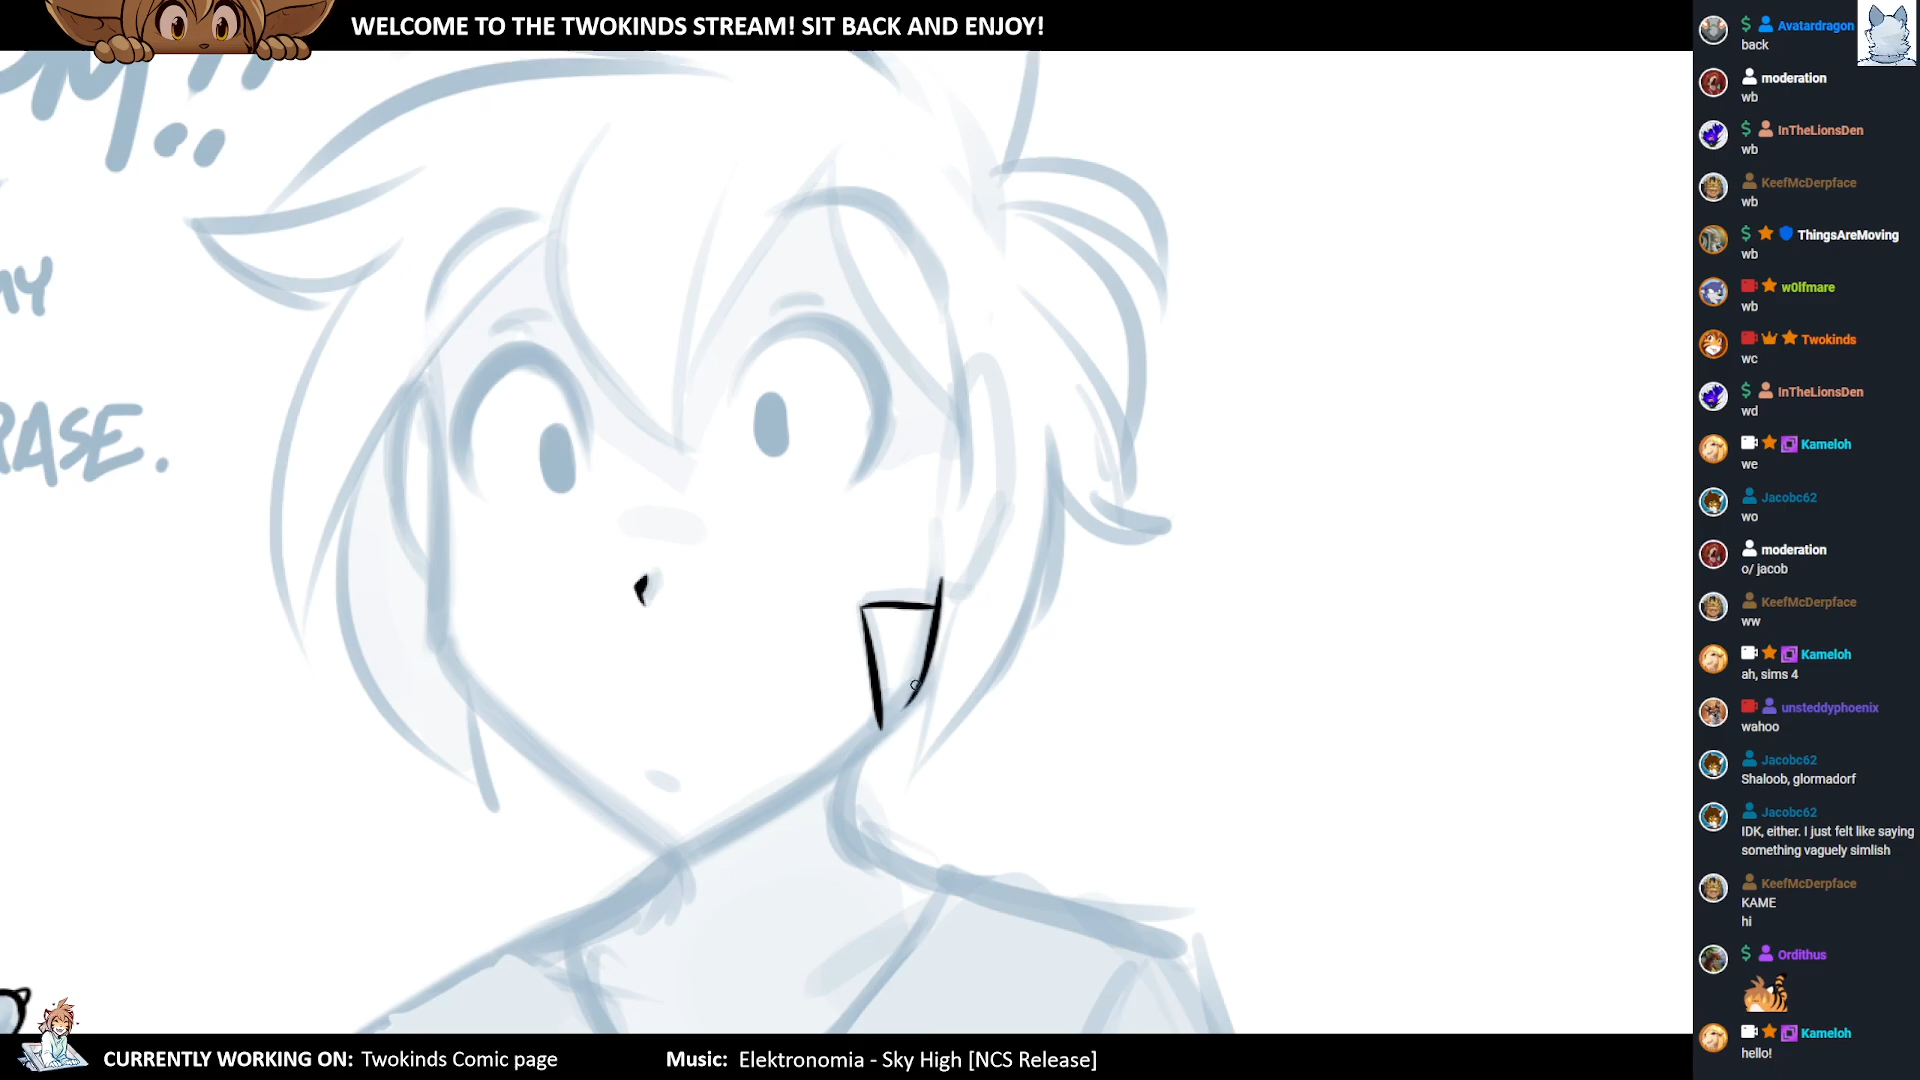 WELCOME TO THE TWOKINDS STREAM! SIT BACK AND ENJOY!
RASE.
CURRENTLY WORKING ON: Twokinds Comic page
Music: Elektronomia - Sky High [NCS Release]
Avatardragon
back
moderation
wb
InTheLionsDen
wb
KeefMcDerpface
wb
ThingsAreMoving
wb
w0lfmare
wb
Twokinds
wc
InTheLionsDen
wd
Kameloh
we
Jacobc62
wo
moderation
o/ jacob
KeefMcDerpface
ww
Kameloh
ah, sims 4
unsteddyphoenix
wahoo
Jacobc62
Shaloob, glormadorf
Jacobc62
IDK, either. I just felt like saying
something vaguely simlish
KeefMcDerpface
KAME
hi
Ordithus
Kameloh
hello!